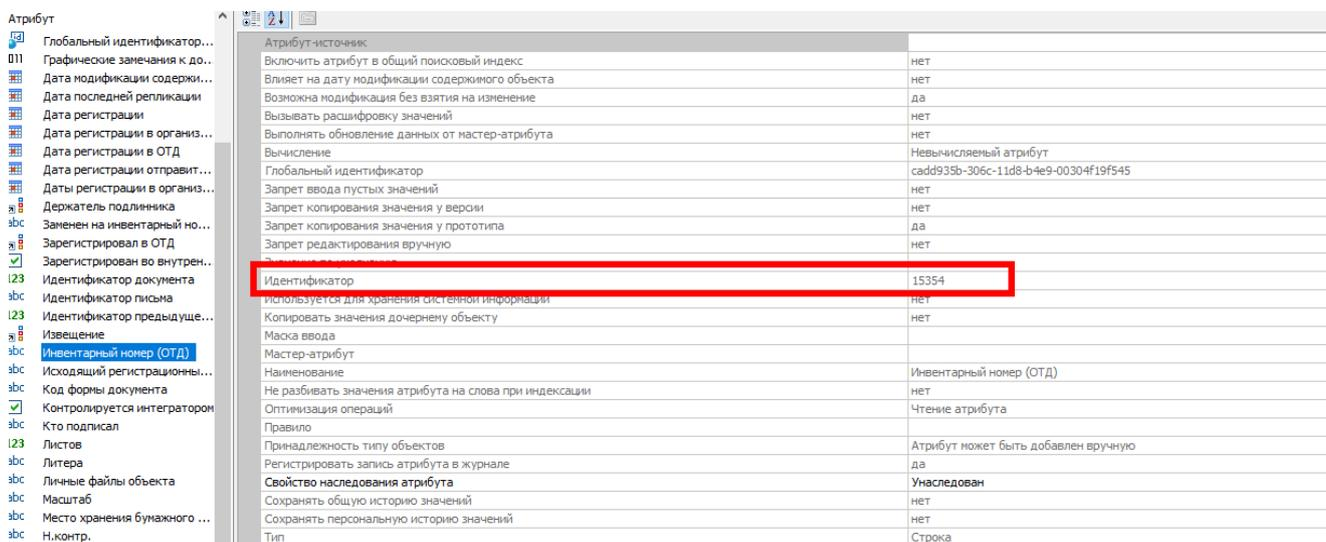 Атрибут
Глобальный идентификатор...
Графические замечания к до...
Дата модификации содержи...
Дата последней репликации
Дата регистрации
Дата регистрации в организ...
Дата регистрации в ОТД
Дата регистрации отправит...
Даты регистрации в организ...
Держатель подлинника
Заменен на инвентарный но...
Зарегистрировал в ОТД
Зарегистрирован во внутрен...
Идентификатор документа
Идентификатор письма
Идентификатор предыдуще...
Извещение
Инвентарный номер (ОТД)
Исходящий регистрационны...
Код формы документа
Контролируется интегратором
Кто подписал
Листов
Литера
Личные файлы объекта
Масштаб
Место хранения бумажного ...
Н.контр.
Атрибут-источник
Включить атрибут в общий поисковый индекс нет
Влияет на дату модификации содержимого объекта нет
Возможна модификация без взятия на изменение да
Вызывать расшифровку значений нет
Выполнять обновление данных от мастер-атрибута нет
Вычисление Невычисляемый атрибут
Глобальный идентификатор cadd935b-306c-11d8-b4e9-00304f19f545
Запрет ввода пустых значений нет
Запрет копирования значения у версии нет
Запрет копирования значения у прототипа да
Запрет редактирования вручную нет
Идентификатор 15354
Используется для хранения системной информации нет
Копировать значения дочернему объекту нет
Маска ввода
Мастер-атрибут
Наименование Инвентарный номер (ОТД)
Не разбивать значения атрибута на слова при индексации нет
Оптимизация операций Чтение атрибута
Правило
Принадлежность типу объектов Атрибут может быть добавлен вручную
Регистрировать запись атрибута в журнале да
Свойство наследования атрибута Унаследован
Сохранять общую историю значений нет
Сохранять персональную историю значений нет
Тип Строка